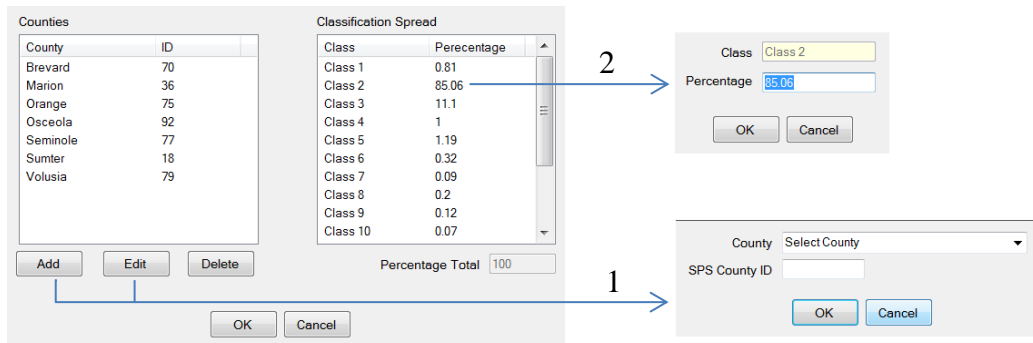 Counties
County ID
Brevard 70
Marion 36
Orange 75
Osceola 92
Seminole 77
Sumter 18
Volusia 79
Add Edit Delete
Classification Spread
Class Perecentage
Class 1 0.81
Class 2 85.06
Class 3 11.1
Class 4 1
Class 5 1.19
Class 6 0.32
Class 7 0.09
Class 8 0.2
Class 9 0.12
Class 10 0.07
Percentage Total 100
OK Cancel
2
Class Class 2
Percentage 85.06
OK Cancel
1
County Select County
SPS County ID
OK Cancel